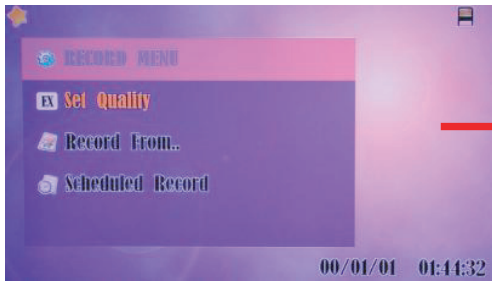 RECORD MENU
EX Set Quality
Record From..
Scheduled Record
00/01/01 01:44:32